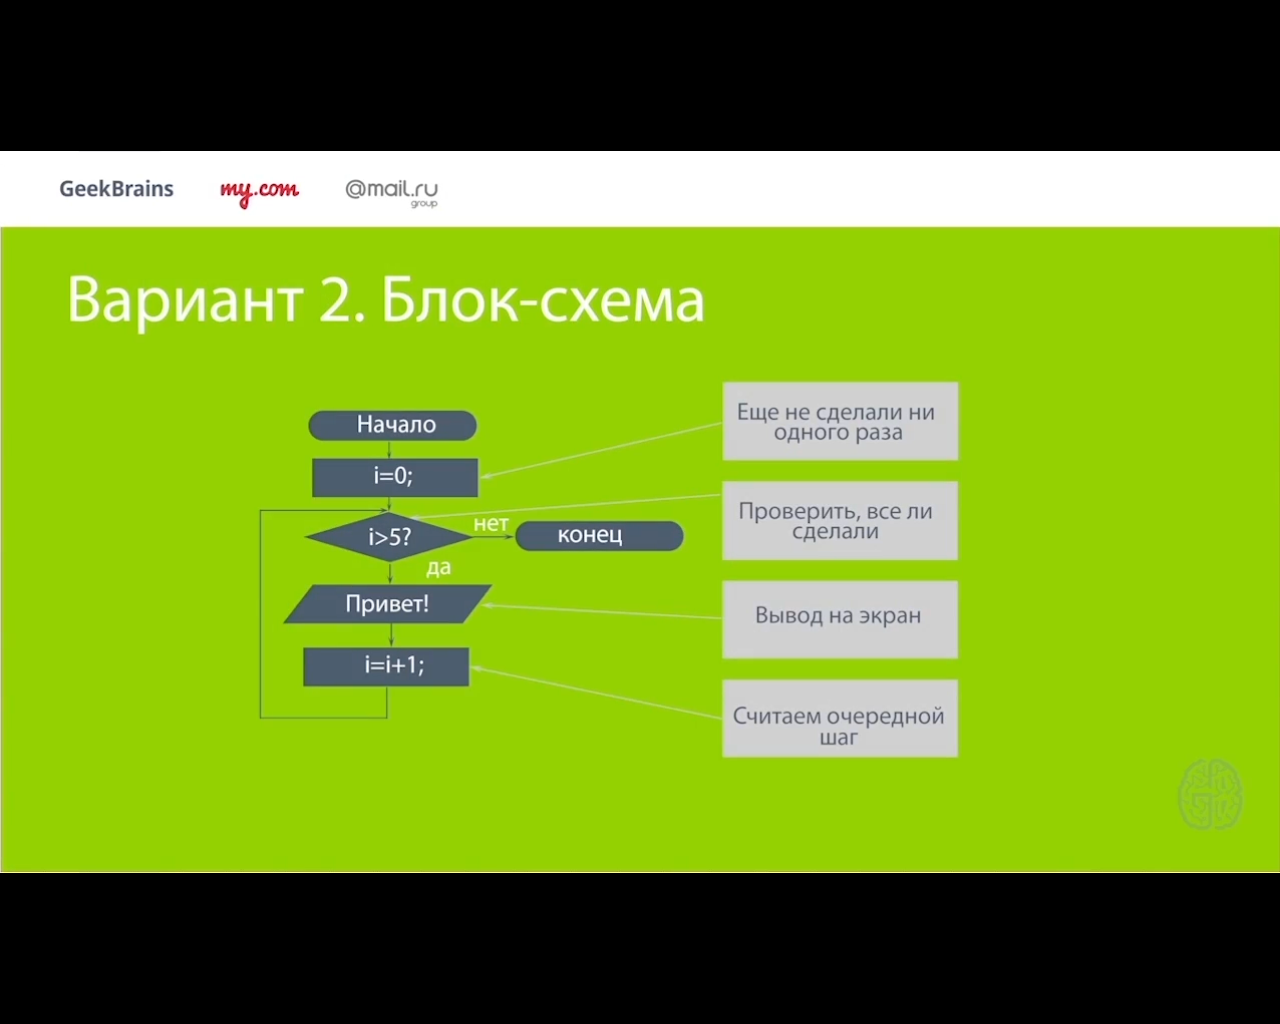 GeekBrains
my.com
@mail.ru
group
Вариант 2. Блок-схема
Начало
i=0;
i>5?
нет
конец
да
Привет!
i=i+1;
Еще не сделали ни
одного раза
Проверить, все ли
сделали
Вывод на экран
Считаем очередной
шаг